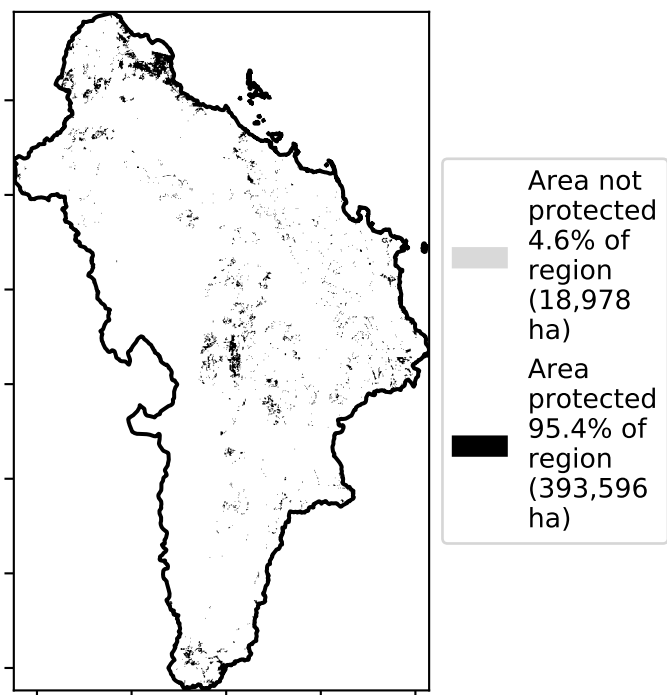 Area not
protected
4.6% of
region
(18,978
ha)
Area
protected
95.4% of
region
(393,596
ha)